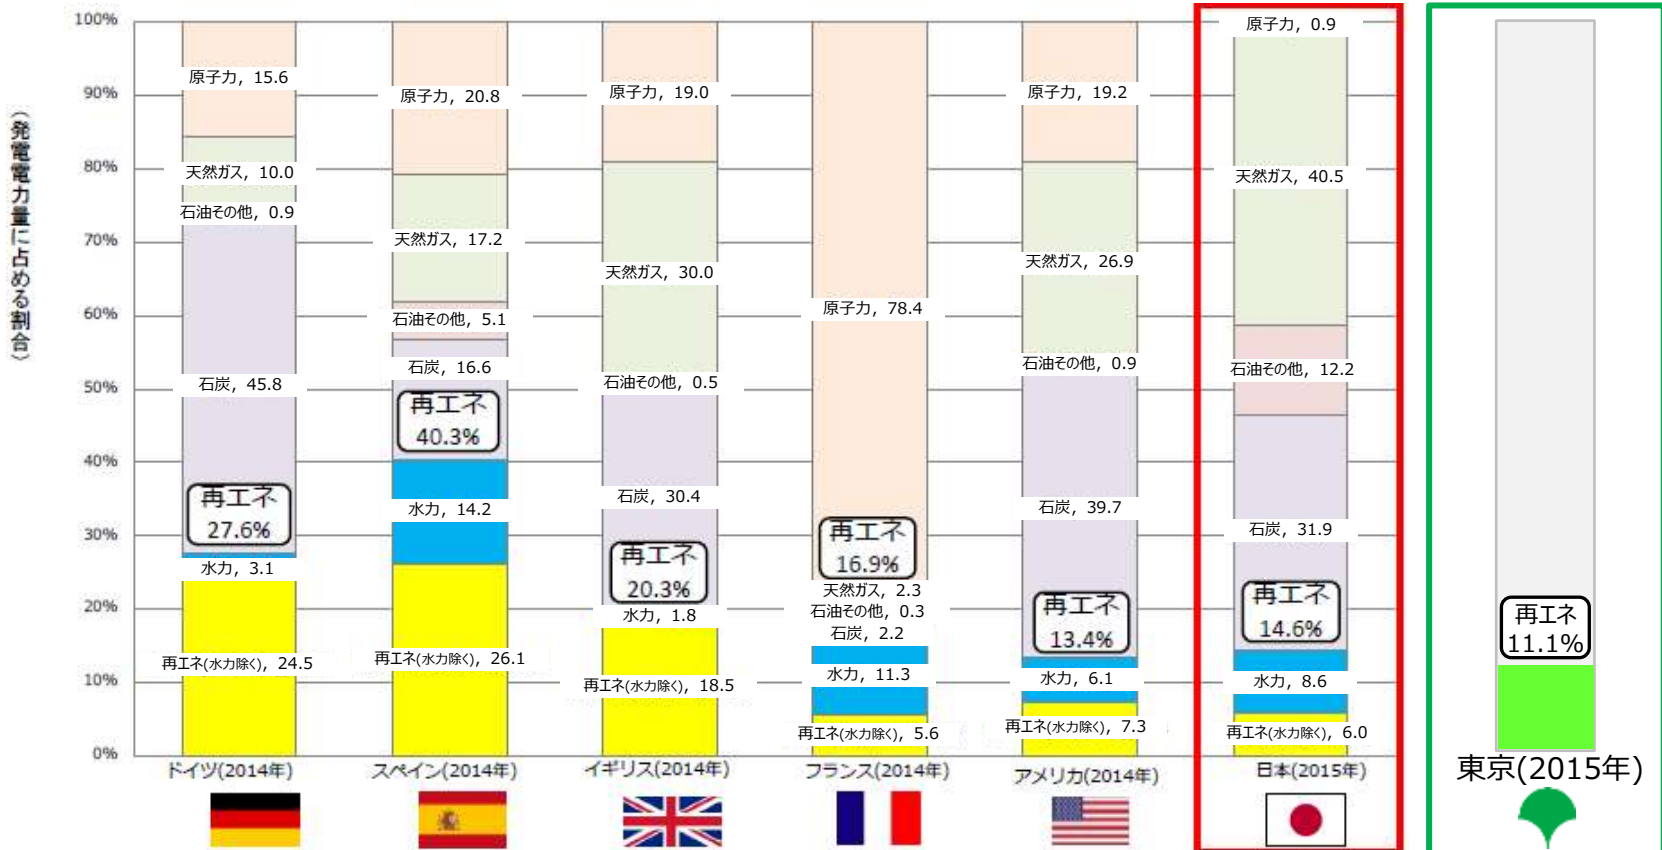 (発電電力量に占める割合)
100%
90%
80%
70%
60%
50%
40%
30%
20%
10%
0%
原子力, 15.6
天然ガス, 10.0
石油その他, 0.9
石炭, 45.8
再エネ
27.6%
水力, 3.1
再エネ(水力除く), 24.5
ドイツ(2014年)
原子力, 20.8
天然ガス, 17.2
石油その他, 5.1
石炭, 16.6
再エネ
40.3%
水力, 14.2
再エネ(水力除く), 26.1
スペイン(2014年)
原子力, 19.0
天然ガス, 30.0
石油その他, 0.5
石炭, 30.4
再エネ
20.3%
水力, 1.8
再エネ(水力除く), 18.5
イギリス(2014年)
原子力, 78.4
再エネ
16.9%
天然ガス, 2.3
石油その他, 0.3
石炭, 2.2
水力, 11.3
再エネ(水力除く), 5.6
フランス(2014年)
原子力, 19.2
天然ガス, 26.9
石油その他, 0.9
石炭, 39.7
再エネ
13.4%
水力, 6.1
再エネ(水力除く), 7.3
アメリカ(2014年)
原子力, 0.9
天然ガス, 40.5
石油その他, 12.2
石炭, 31.9
再エネ
14.6%
水力, 8.6
再エネ(水力除く), 6.0
日本(2015年)
再エネ
11.1%
東京(2015年)